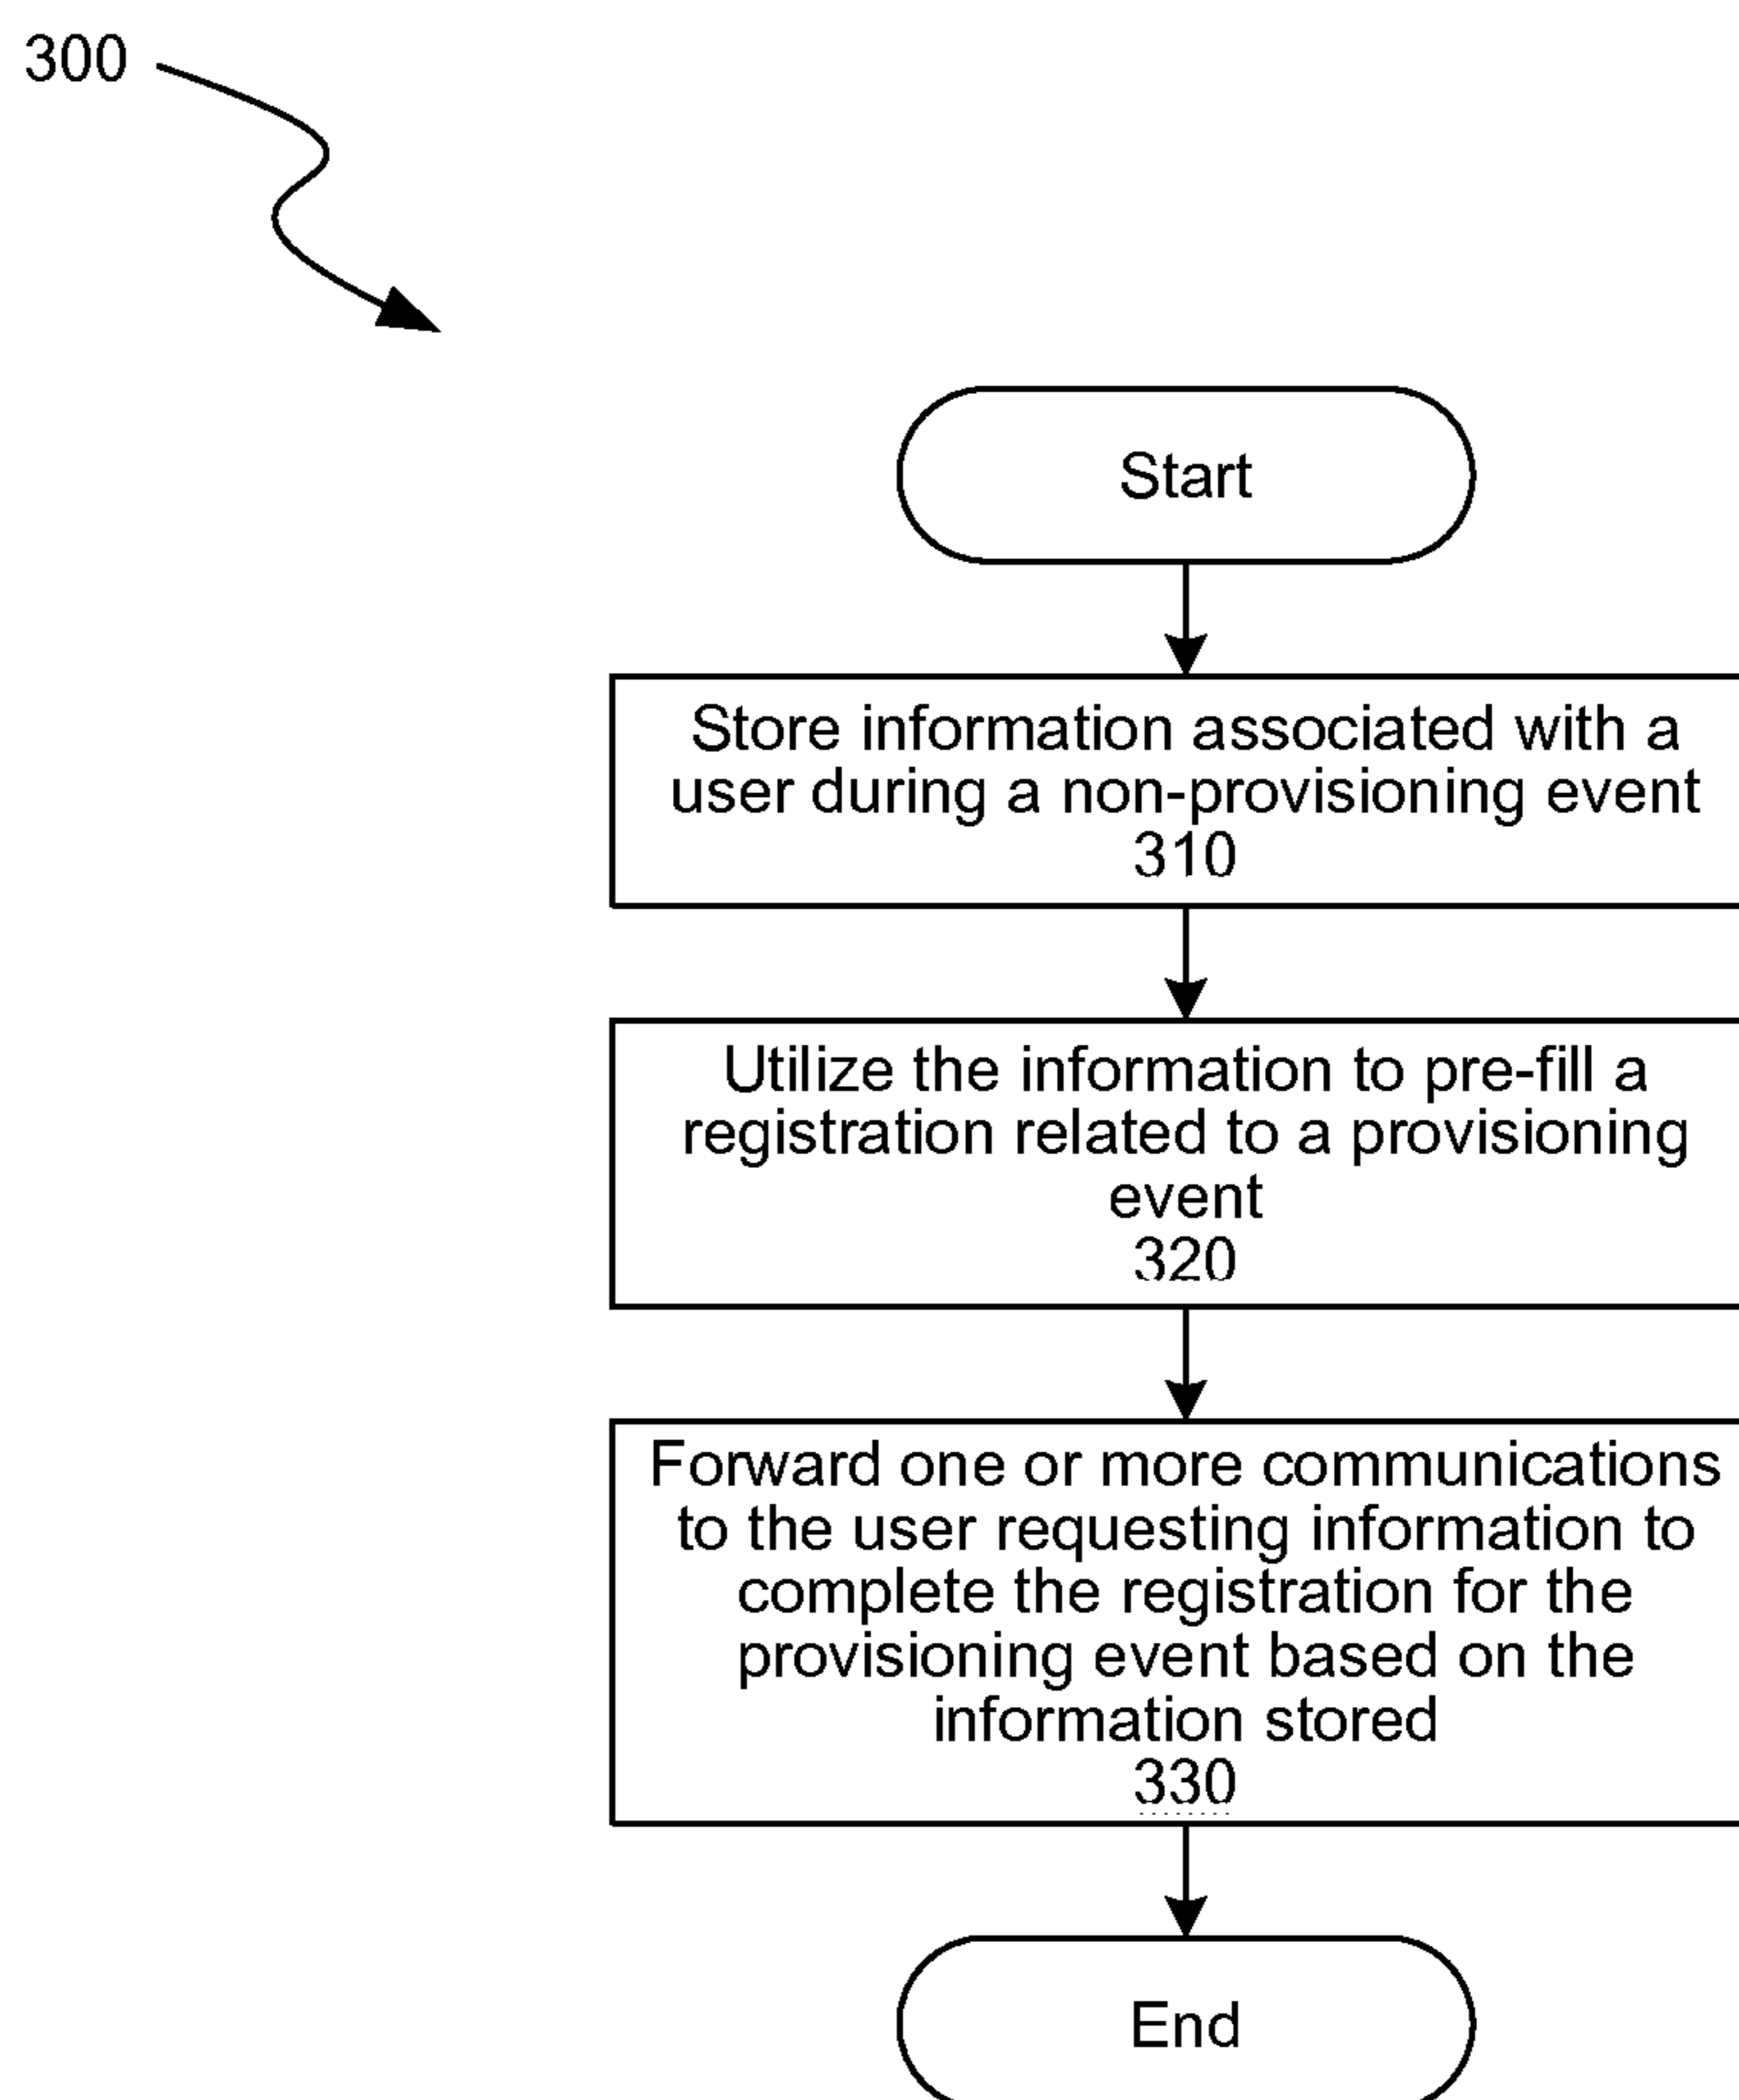 300
Start
Store information associated with a
user during a non-provisioning event
310
Utilize the information to pre-fill a
registration related to a provisioning
event
320
Forward one or more communications
to the user requesting information to
complete the registration for the
provisioning event based on the
information stored
330
End